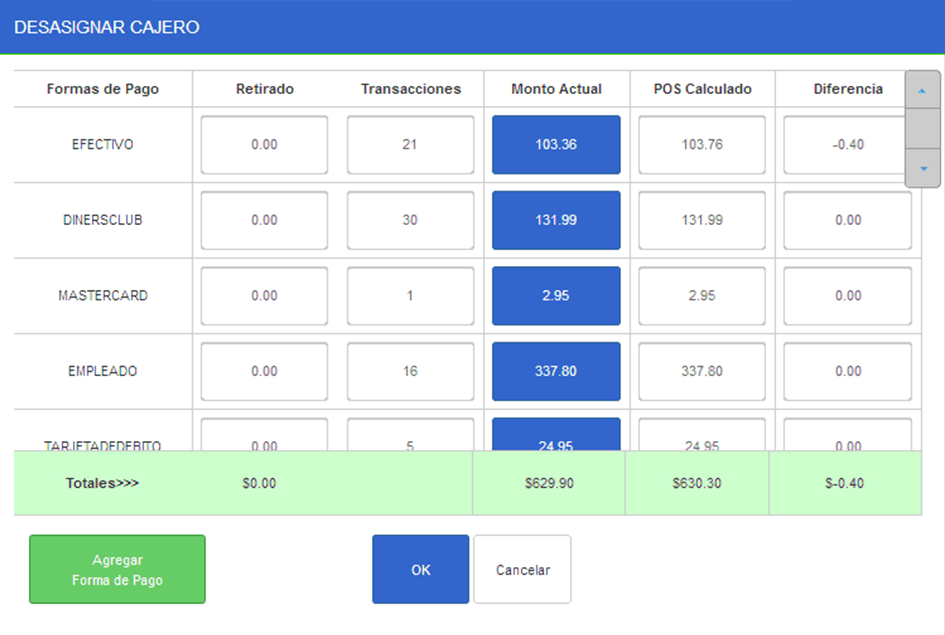 DESASIGNAR CAJERO
Formas de Pago Retirado Transacciones Monto Actual POS Calculado Diferencia
EFECTIVO 0.00 21 103.36 103.76 -0.40
DINERSCLUB 0.00 30 131.99 131.99 0.00
MASTERCARD 0.00 1 2.95 2.95 0.00
EMPLEADO 0.00 16 337.80 337.80 0.00
TARJETADEDEBITO 0.00 5 24.95 24.95 0.00
Totales>>> $0.00 $629.90 $630.30 $-0.40
Agregar
Forma de Pago
OK Cancelar